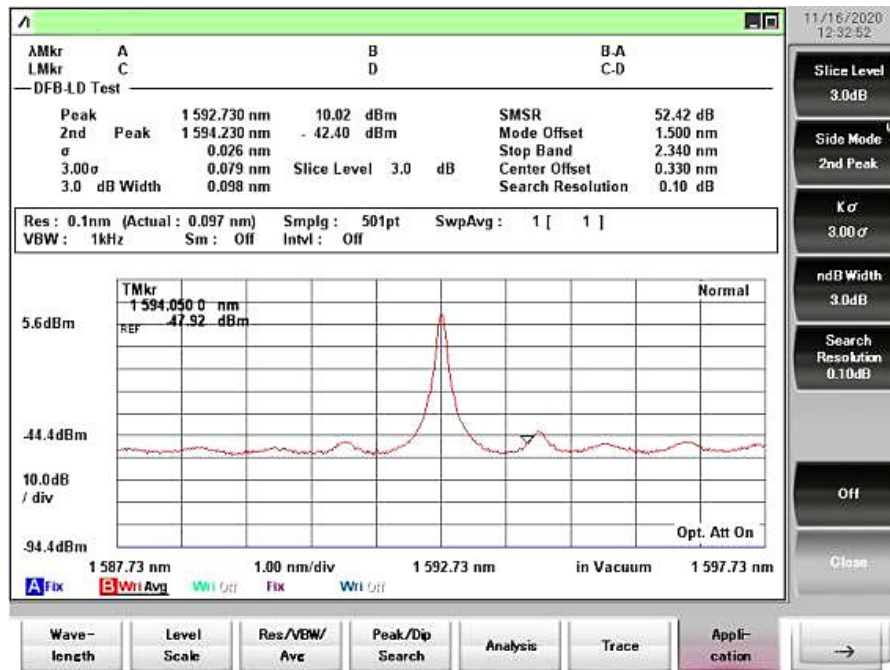 11/16/2020
12:32:52
λMkr A B B-A
LMkr C D C-D
DFB-LD Test
Peak 1 592.730 nm 10.02 dBm SMSR 52.42 dB
2nd Peak 1 594.230 nm - 42.40 dBm Mode Offset 1.500 nm
σ 0.026 nm Stop Band 2.340 nm
3.00σ 0.079 nm Slice Level 3.0 dB Center Offset 0.330 nm
3.0 dB Width 0.098 nm Search Resolution 0.10 dB
Res : 0.1nm (Actual : 0.097 nm) Smplg : 501pt SwpAvg : 1 [ 1 ]
VBW : 1kHz Sm : Off Intvl : Off
TMkr Normal
1 594.050 0 nm
-47.92 dBm
5.6dBm REF
-44.4dBm
10.0dB
/ div
Opt. Att On
-94.4dBm
1 587.73 nm 1.00 nm/div 1 592.73 nm in Vacuum 1 597.73 nm
A Fix B Wri Avg Wri Off Fix Wri Off
Slice Level
3.0dB
Side Mode
2nd Peak
Kσ
3.00σ
ndB Width
3.0dB
Search
Resolution
0.10dB
Off
Close
Wave-
length
Level
Scale
Res/VBW/
Avg
Peak/Dip
Search
Analysis
Trace
Appli-
cation
→